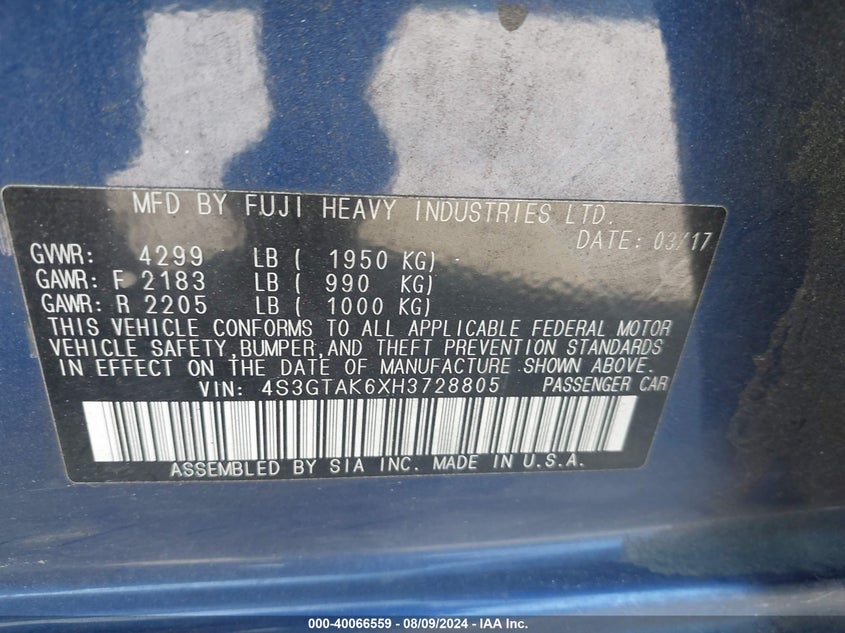 MFD BY FUJI HEAVY INDUSTRIES LTD.
DATE: 03/17
GVWR: 4299 LB ( 1950 KG)
GAWR: F 2183 LB ( 990 KG)
GAWR: R 2205 LB ( 1000 KG)
THIS VEHICLE CONFORMS TO ALL APPLICABLE FEDERAL MOTOR
VEHICLE SAFETY,BUMPER,AND THEFT PREVENTION STANDARDS
IN EFFECT ON THE DATE OF MANUFACTURE SHOWN ABOVE.
VIN: 4S3GTAK6XH3728805 PASSENGER CAR
ASSEMBLED BY SIA INC. MADE IN U.S.A.
000-40066559 - 08/09/2024 - IAA Inc.